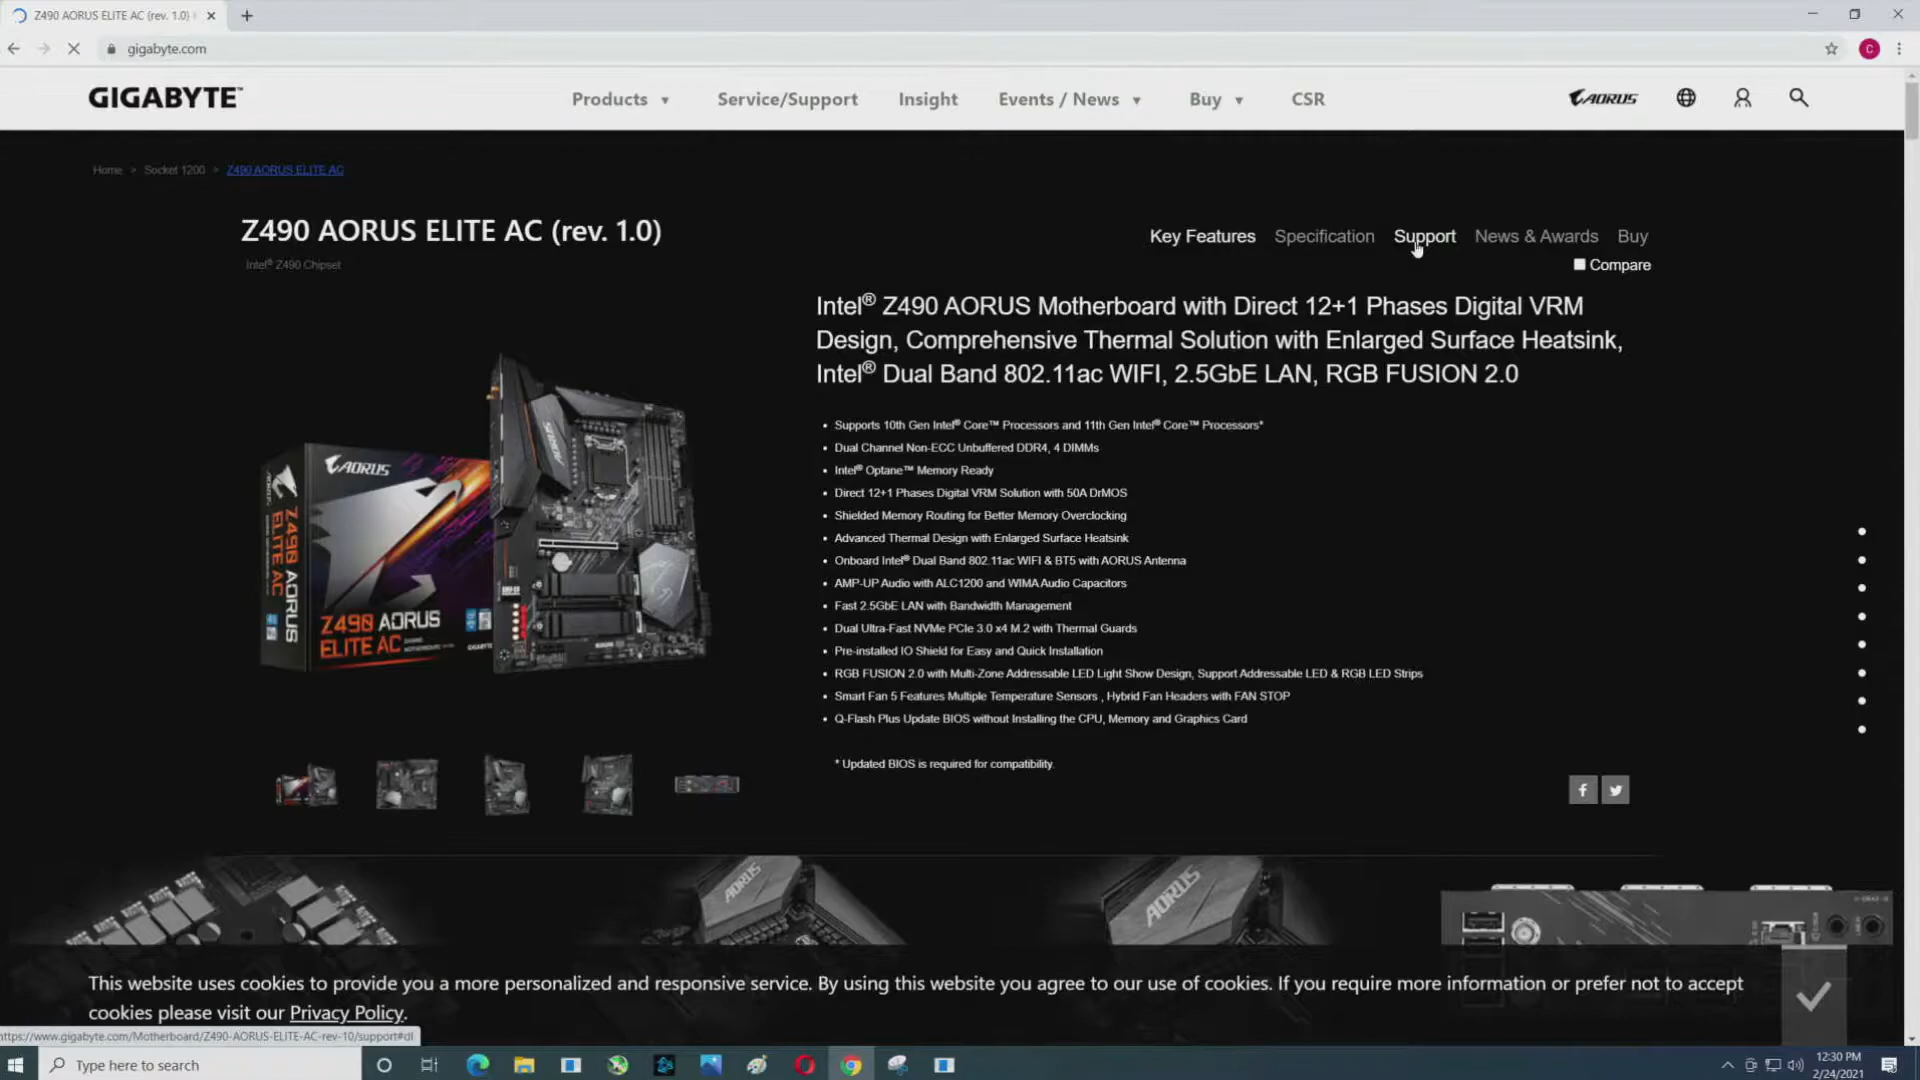 Z490 AORUS ELITE AC (rev. 1.0)
gigabyte.com
C
GIGABYTE™
Products
Service/Support
Insight
Events / News
Buy
CSR
AORUS
Home > Socket 1200 > Z490 AORUS ELITE AC
Z490 AORUS ELITE AC (rev. 1.0)
Intel® Z490 Chipset
Key Features
Specification
Support
News & Awards
Buy
Compare
Intel® Z490 AORUS Motherboard with Direct 12+1 Phases Digital VRM
Design, Comprehensive Thermal Solution with Enlarged Surface Heatsink,
Intel® Dual Band 802.11ac WIFI, 2.5GbE LAN, RGB FUSION 2.0
• Supports 10th Gen Intel® Core™ Processors and 11th Gen Intel® Core™ Processors*
• Dual Channel Non-ECC Unbuffered DDR4, 4 DIMMs
• Intel® Optane™ Memory Ready
• Direct 12+1 Phases Digital VRM Solution with 50A DrMOS
• Shielded Memory Routing for Better Memory Overclocking
• Advanced Thermal Design with Enlarged Surface Heatsink
• Onboard Intel® Dual Band 802.11ac WIFI & BT5 with AORUS Antenna
• AMP-UP Audio with ALC1200 and WIMA Audio Capacitors
• Fast 2.5GbE LAN with Bandwidth Management
• Dual Ultra-Fast NVMe PCIe 3.0 x4 M.2 with Thermal Guards
• Pre-installed IO Shield for Easy and Quick Installation
• RGB FUSION 2.0 with Multi-Zone Addressable LED Light Show Design, Support Addressable LED & RGB LED Strips
• Smart Fan 5 Features Multiple Temperature Sensors , Hybrid Fan Headers with FAN STOP
• Q-Flash Plus Update BIOS without Installing the CPU, Memory and Graphics Card
* Updated BIOS is required for compatibility.
AORUS
Z490 AORUS
ELITE AC
Z490 AORUS
ELITE AC
AORUS
AORUS
AORUS
This website uses cookies to provide you a more personalized and responsive service. By using this website you agree to our use of cookies. If you require more information or prefer not to accept
cookies please visit our Privacy Policy.
https://www.gigabyte.com/Motherboard/Z490-AORUS-ELITE-AC-rev-10/support#dl
Type here to search
12:30 PM
2/24/2021